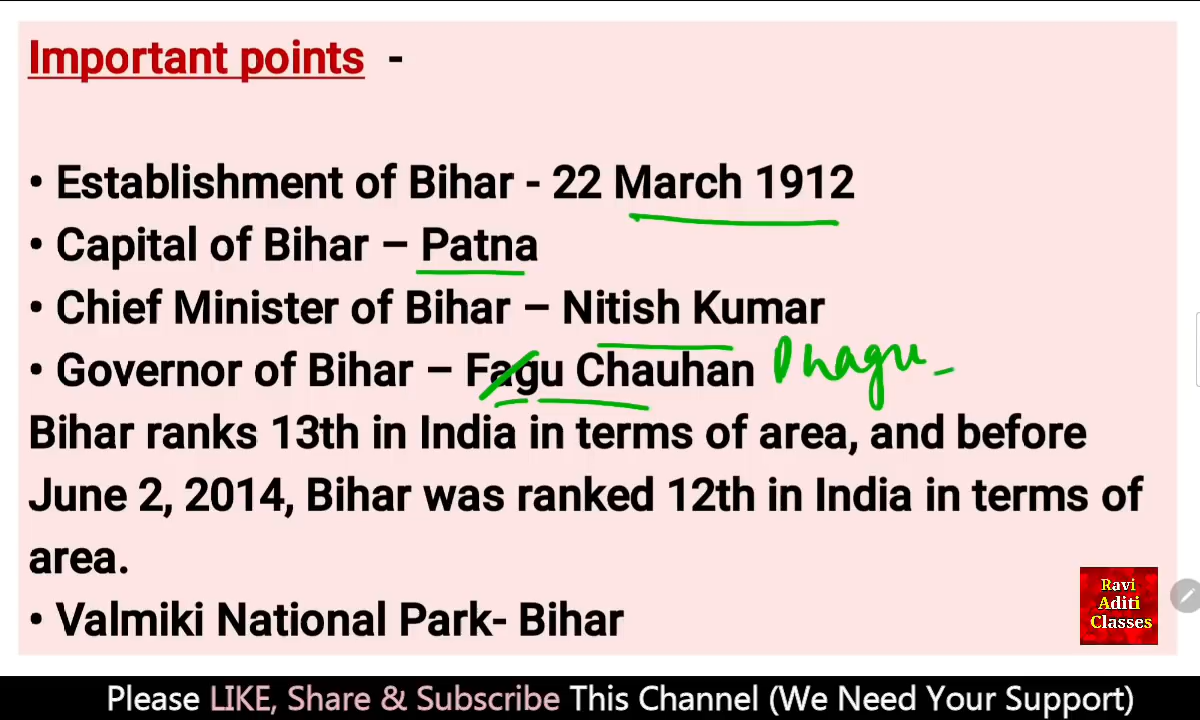 Important points -
• Establishment of Bihar - 22 March 1912
• Capital of Bihar – Patna
• Chief Minister of Bihar – Nitish Kumar
• Governor of Bihar – Fagu Chauhan Phagu -
Bihar ranks 13th in India in terms of area, and before
June 2, 2014, Bihar was ranked 12th in India in terms of
area.
• Valmiki National Park- Bihar
Ravi
Aditi
Classes
Please LIKE, Share & Subscribe This Channel (We Need Your Support)